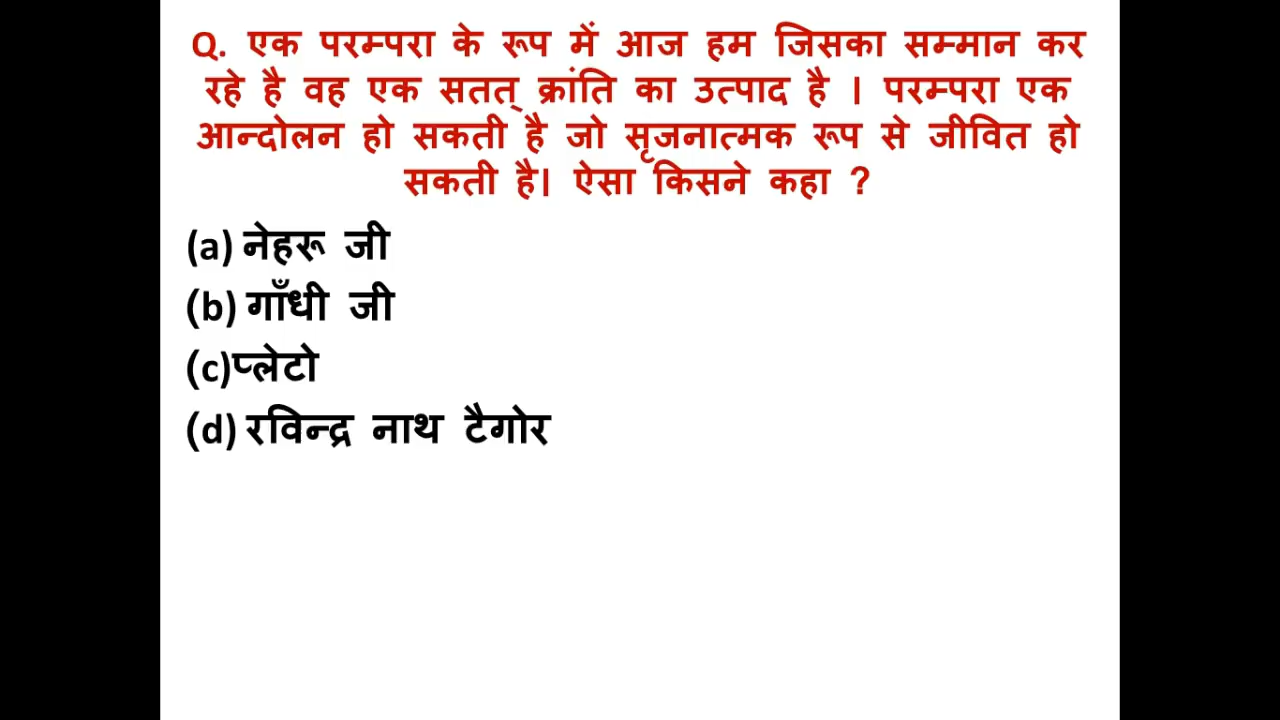 Q. एक परम्परा के रूप में आज हम जिसका सम्मान कर
रहे है वह एक सतत् क्रांति का उत्पाद है । परम्परा एक
आन्दोलन हो सकती है जो सृजनात्मक रूप से जीवित हो
सकती है। ऐसा किसने कहा ?
(a) नेहरू जी
(b) गाँधी जी
(c)प्लेटो
(d) रविन्द्र नाथ टैगोर